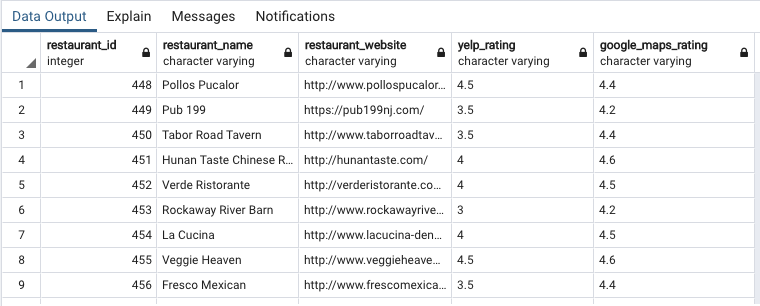 Data Output Explain Messages Notifications
restaurant_id restaurant_name restaurant_website yelp_rating google_maps_rating
integer character varying character varying character varying character varying
1 448 Pollos Pucalor http://www.pollospucalor... 4.5 4.4
2 449 Pub 199 https://pub199nj.com/ 3.5 4.2
3 450 Tabor Road Tavern http://www.taborroadtav... 3.5 4.4
4 451 Hunan Taste Chinese R... http://hunantaste.com/ 4 4.6
5 452 Verde Ristorante http://verderistorante.co... 4 4.5
6 453 Rockaway River Barn http://www.rockawayrive... 3 4.2
7 454 La Cucina http://www.lacucina-den... 4 4.5
8 455 Veggie Heaven http://www.veggieheave... 4.5 4.6
9 456 Fresco Mexican http://www.frescomexica... 3.5 4.4